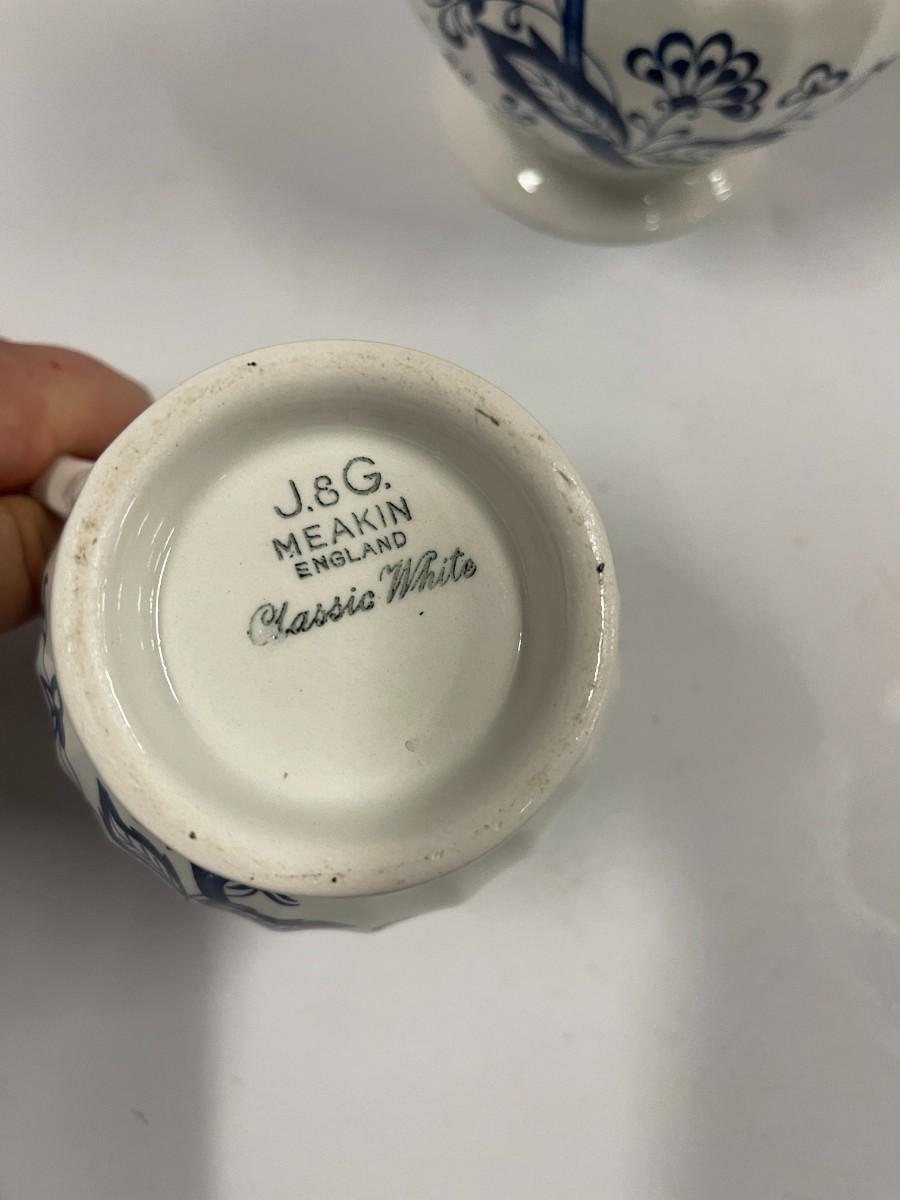 J.&G.
MEAKIN
ENGLAND
Classic White